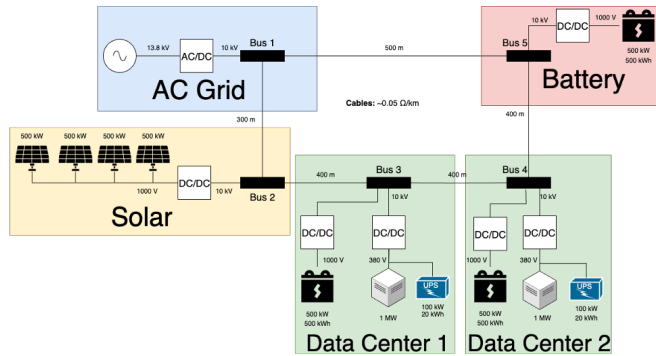 Bus 1
13.8 kV
AC/DC
10 kV
AC Grid
500 m
Bus 5
10 kV
DC/DC
1000 V
500 kW
500 kWh
Battery
Cables: ~0.05 Ω/km
300 m
400 m
500 kW
500 kW
500 kW
500 kW
1000 V
DC/DC
10 kV
Bus 2
Solar
400 m
Bus 3
400 m
Bus 4
10 kV
DC/DC
DC/DC
1000 V
380 V
UPS
500 kW
500 kWh
1 MW
100 kW
20 kWh
Data Center 1
10 kV
DC/DC
DC/DC
1000 V
380 V
UPS
500 kW
500 kWh
1 MW
100 kW
20 kWh
Data Center 2